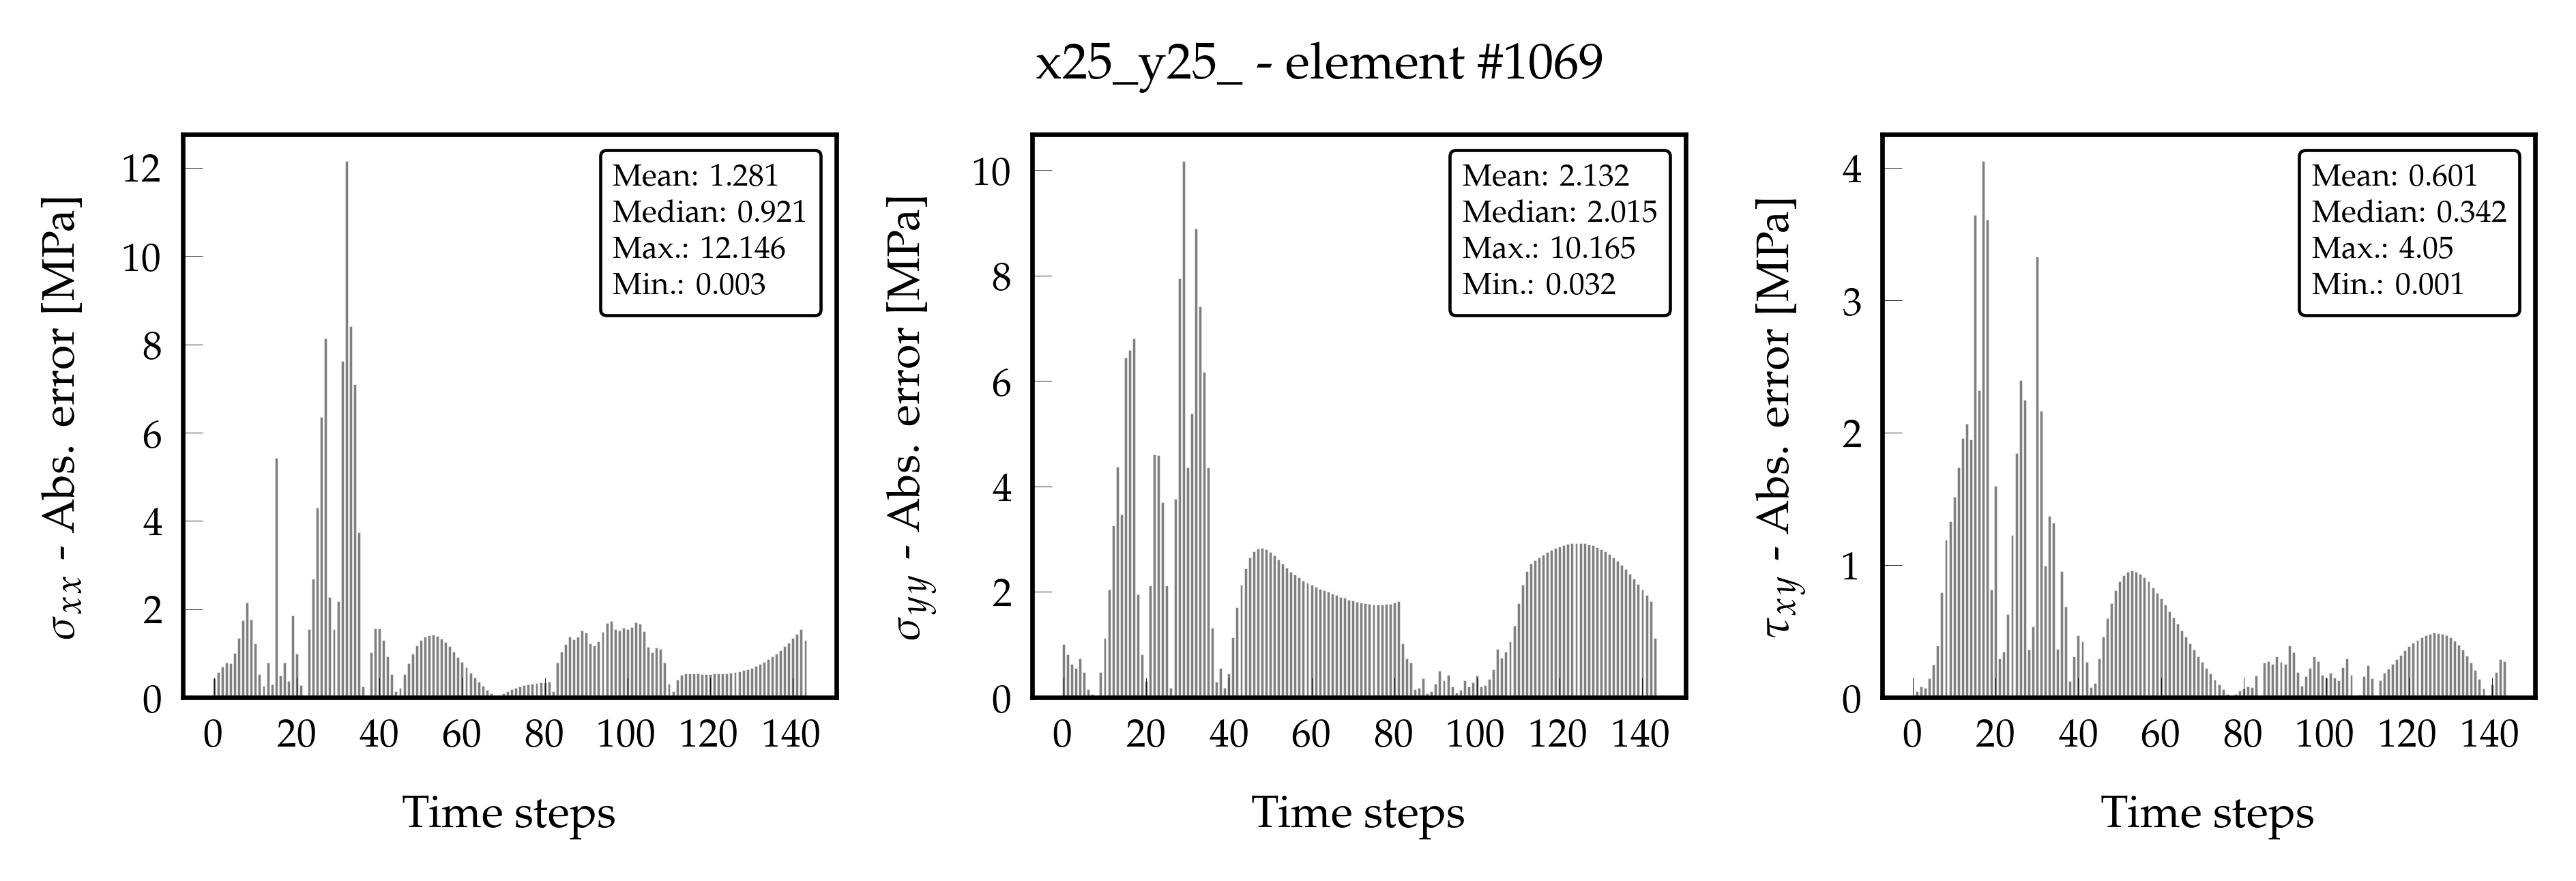 x25_y25_ - element #1069
σxx - Abs. error [MPa]
12
10
8
6
4
2
0
Mean: 1.281
Median: 0.921
Max.: 12.146
Min.: 0.003
0 20 40 60 80 100 120 140
Time steps
σyy - Abs. error [MPa]
10
8
6
4
2
0
Mean: 2.132
Median: 2.015
Max.: 10.165
Min.: 0.032
0 20 40 60 80 100 120 140
Time steps
τxy - Abs. error [MPa]
4
3
2
1
0
Mean: 0.601
Median: 0.342
Max.: 4.05
Min.: 0.001
0 20 40 60 80 100 120 140
Time steps